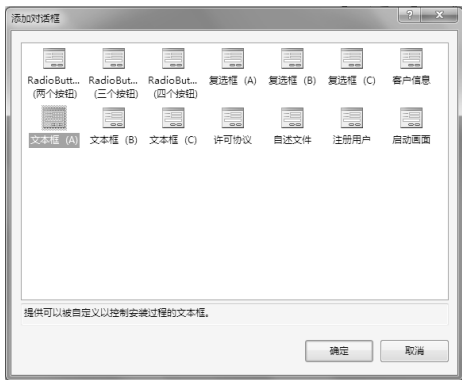 添加对话框
RadioButt... RadioBut... RadioBut... 复选框 (A) 复选框 (B) 复选框 (C) 客户信息
(两个按钮) (三个按钮) (四个按钮)
文本框 (A) 文本框 (B) 文本框 (C) 许可协议 自述文件 注册用户 启动画面
提供可以被自定义以控制安装过程的文本框。
确定 取消